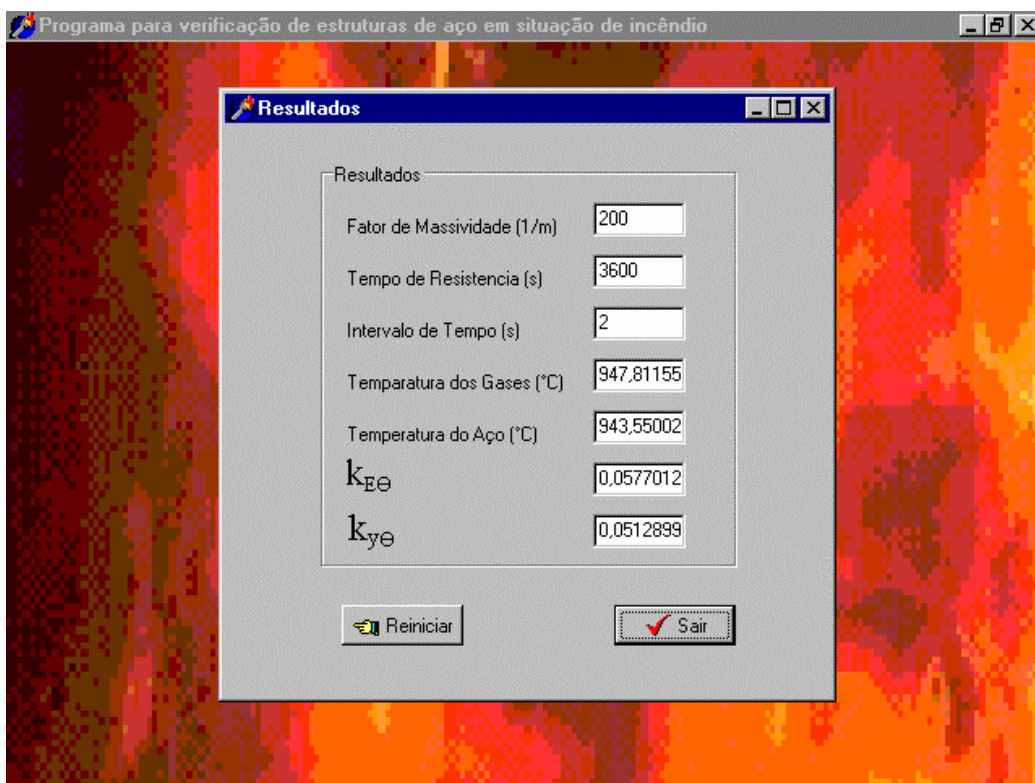 Programa para verificação de estruturas de aço em situação de incêndio
Resultados
Resultados
Fator de Massividade (1/m) 200
Tempo de Resistencia (s) 3600
Intervalo de Tempo (s) 2
Temparatura dos Gases (°C) 947,81155
Temperatura do Aço (°C) 943,55002
kEΘ 0,0577012
kyΘ 0,0512899
Reiniciar Sair